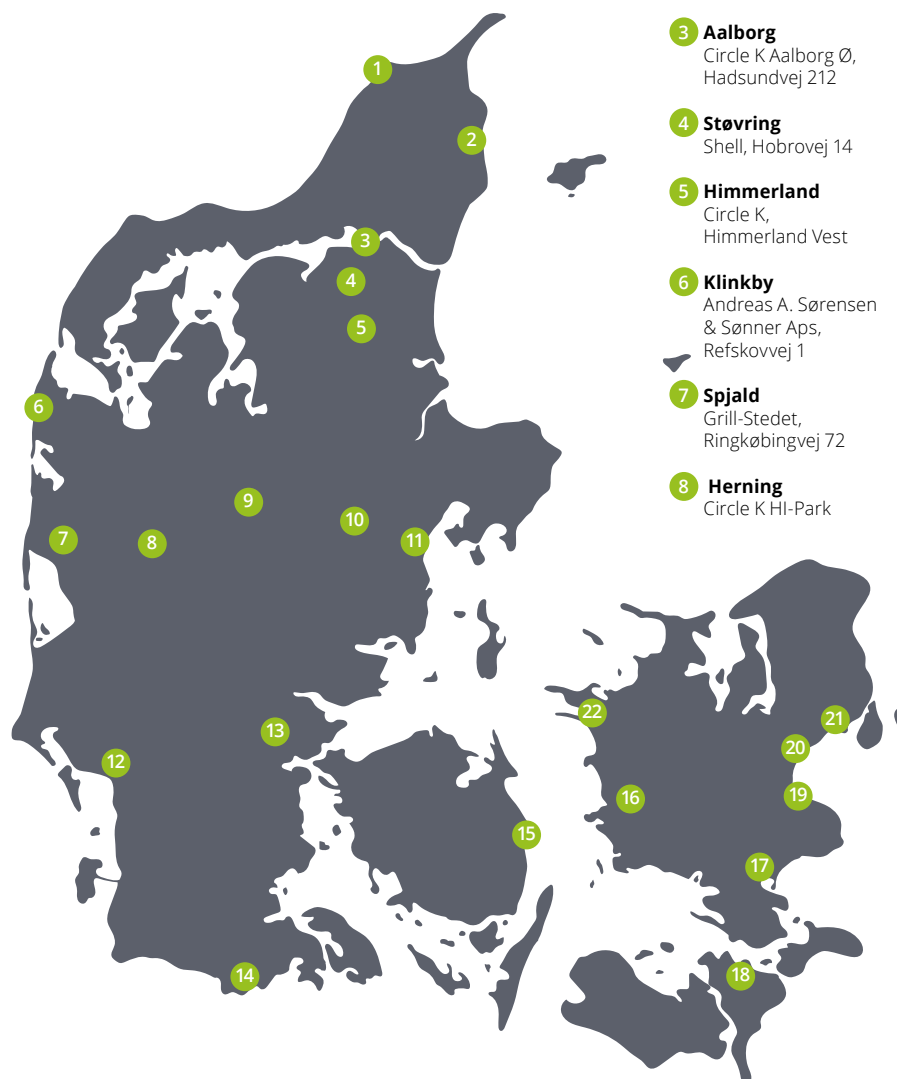 3 Aalborg
Circle K Aalborg Ø,
Hadsundvej 212
4 Støvring
Shell, Hobrovej 14
5 Himmerland
Circle K,
Himmerland Vest
6 Klinkby
Andreas A. Sørensen
& Sønner Aps,
Refskovvej 1
7 Spjald
Grill-Stedet,
Ringkøbingvej 72
8 Herning
Circle K HI-Park
1
2
3
4
5
6
9
10
11
7
8
22
21
13
20
12
16
19
15
17
14
18